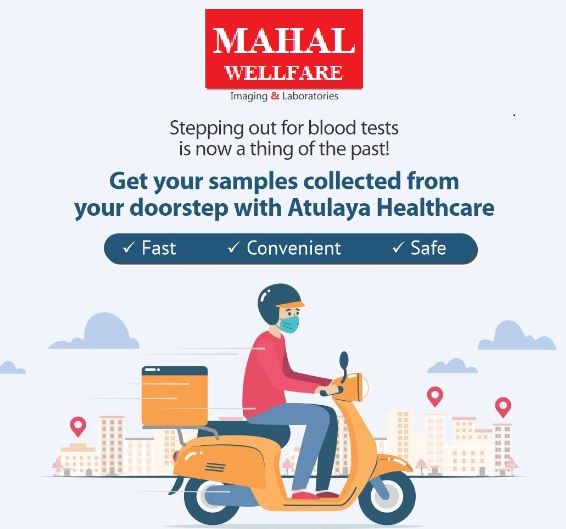 MAHAL
WELLFARE
Imaging & Laboratories
Stepping out for blood tests
is now a thing of the past!
Get your samples collected from
your doorstep with Atulaya Healthcare
✓ Fast ✓ Convenient ✓ Safe